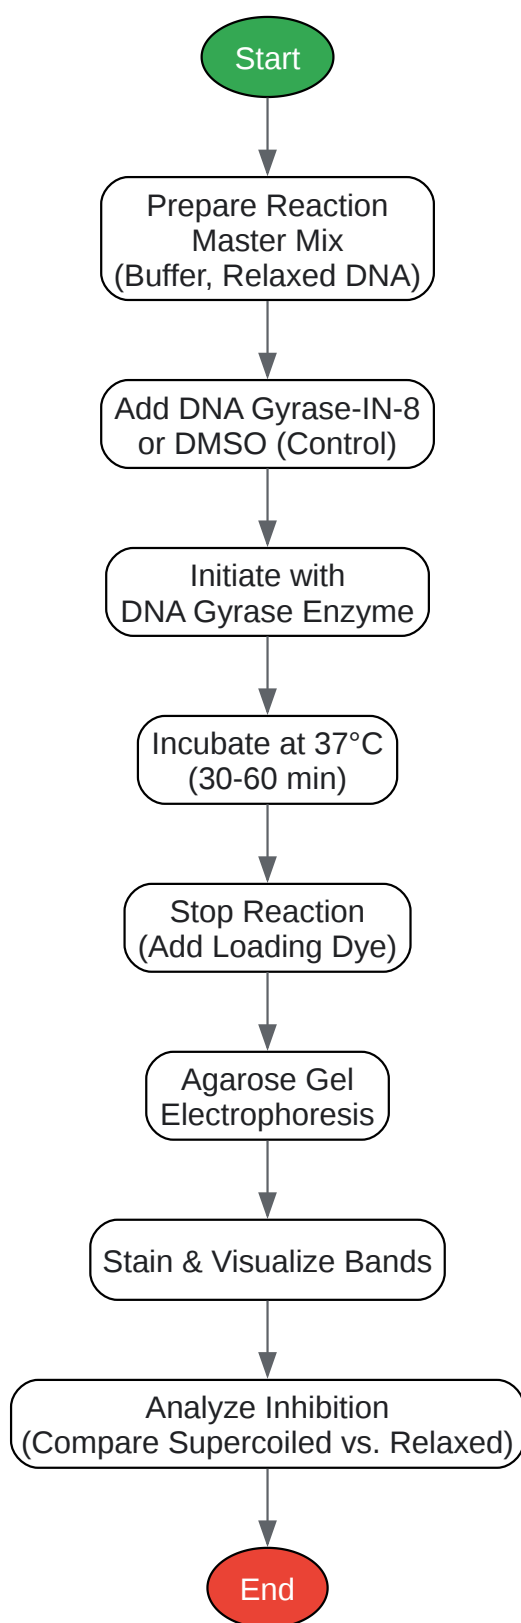 Start
Prepare Reaction
Master Mix
(Buffer, Relaxed DNA)
Add DNA Gyrase-IN-8
or DMSO (Control)
Initiate with
DNA Gyrase Enzyme
Incubate at 37°C
(30-60 min)
Stop Reaction
(Add Loading Dye)
Agarose Gel
Electrophoresis
Stain & Visualize Bands
Analyze Inhibition
(Compare Supercoiled vs. Relaxed)
End